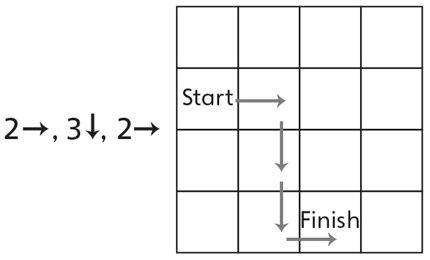 Start
2→, 3↓, 2→
Finish